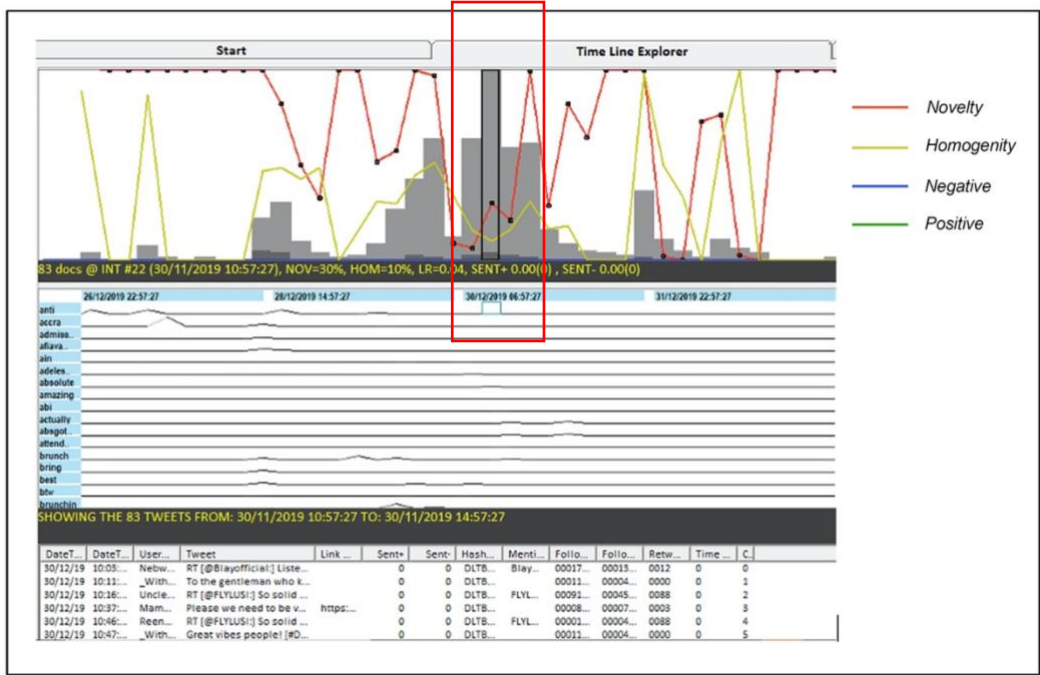 Start Time Line Explorer
Novelty
Homogenity
Negative
Positive
83 docs @ INT #22 (30/11/2019 10:57:27), NOV=30%, HOM=10%, LR=0.04, SENT+ 0.00(0) , SENT- 0.00(0)
26/12/2019 22:57:27 28/12/2019 14:57:27 30/12/2019 06:57:27 31/12/2019 22:57:27
anti
accra
admiss..
aflava..
ain
adeles..
absolute
amazing
abi
actually
absgot..
attend..
brunch
bring
best
btw
brunchin
SHOWING THE 83 TWEETS FROM: 30/11/2019 10:57:27 TO: 30/11/2019 14:57:27
DateT... DateT... User... Tweet Link ... Sent+ Sent- Hash... Menti... Follo... Follo... Retw... Time ... C..
30/12/19 10:03:... Nebw... RT [@Blayofficial:] Liste... 0 0 DLTB... Blay... 00017... 00013... 0012 0 0
30/12/19 10:11:... _With... To the gentleman who k... 0 0 DLTB... 00011... 00004... 0000 0 1
30/12/19 10:16:... Uncle... RT [@FLYLUSI:] So solid ... 0 0 DLTB... FLYL... 00091... 00045... 0088 0 2
30/12/19 10:37:... Mam... Please we need to be v... https:... 0 0 DLTB... 00008... 00007... 0003 0 3
30/12/19 10:46:... Reen... RT [@FLYLUSI:] So solid ... 0 0 DLTB... FLYL... 00001... 00004... 0088 0 4
30/12/19 10:47:... _With... Great vibes people! [#D... 0 0 DLTB... 00011... 00004... 0000 0 5